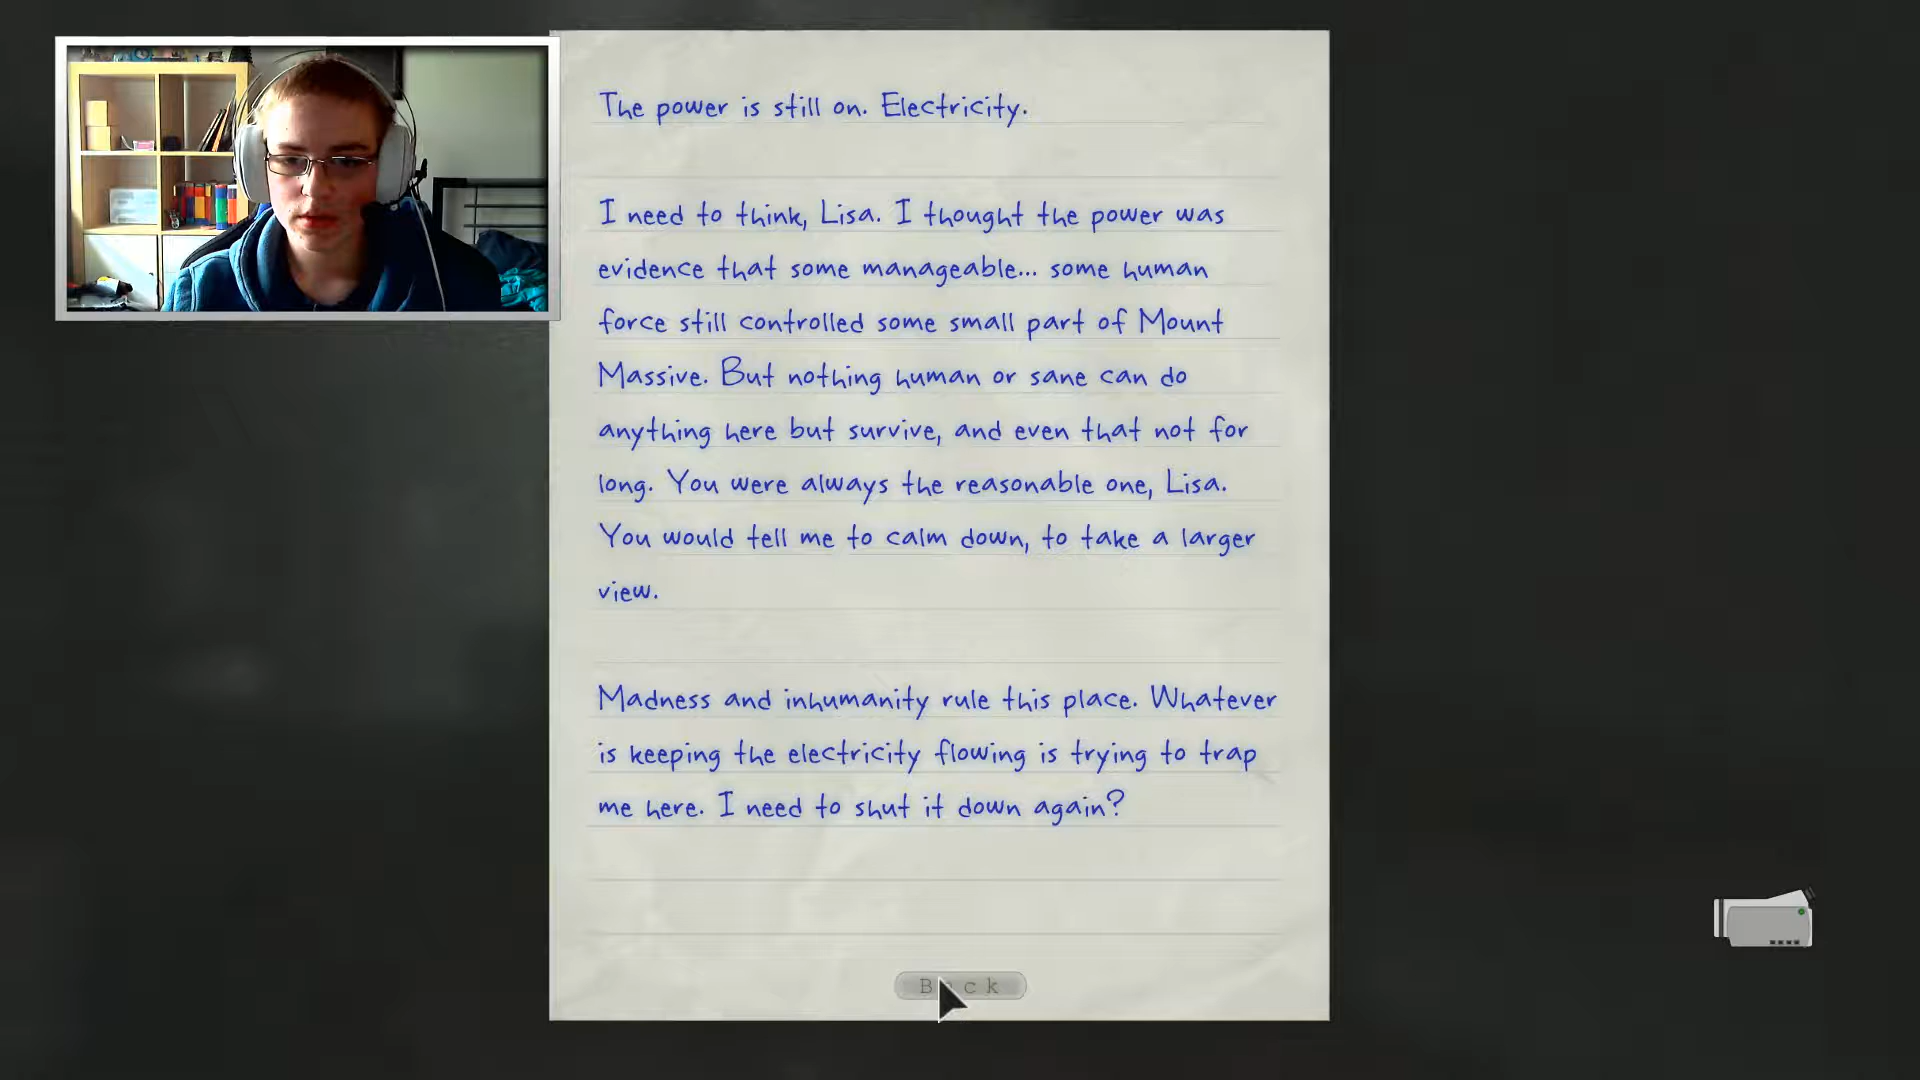 The power is still on. Electricity.
I need to think, Lisa. I thought the power was
evidence that some manageable... some human
force still controlled some small part of Mount
Massive. But nothing human or sane can do
anything here but survive, and even that not for
long. You were always the reasonable one, Lisa.
You would tell me to calm down, to take a larger
view.
Madness and inhumanity rule this place. Whatever
is keeping the electricity flowing is trying to trap
me here. I need to shut it down again?
Back